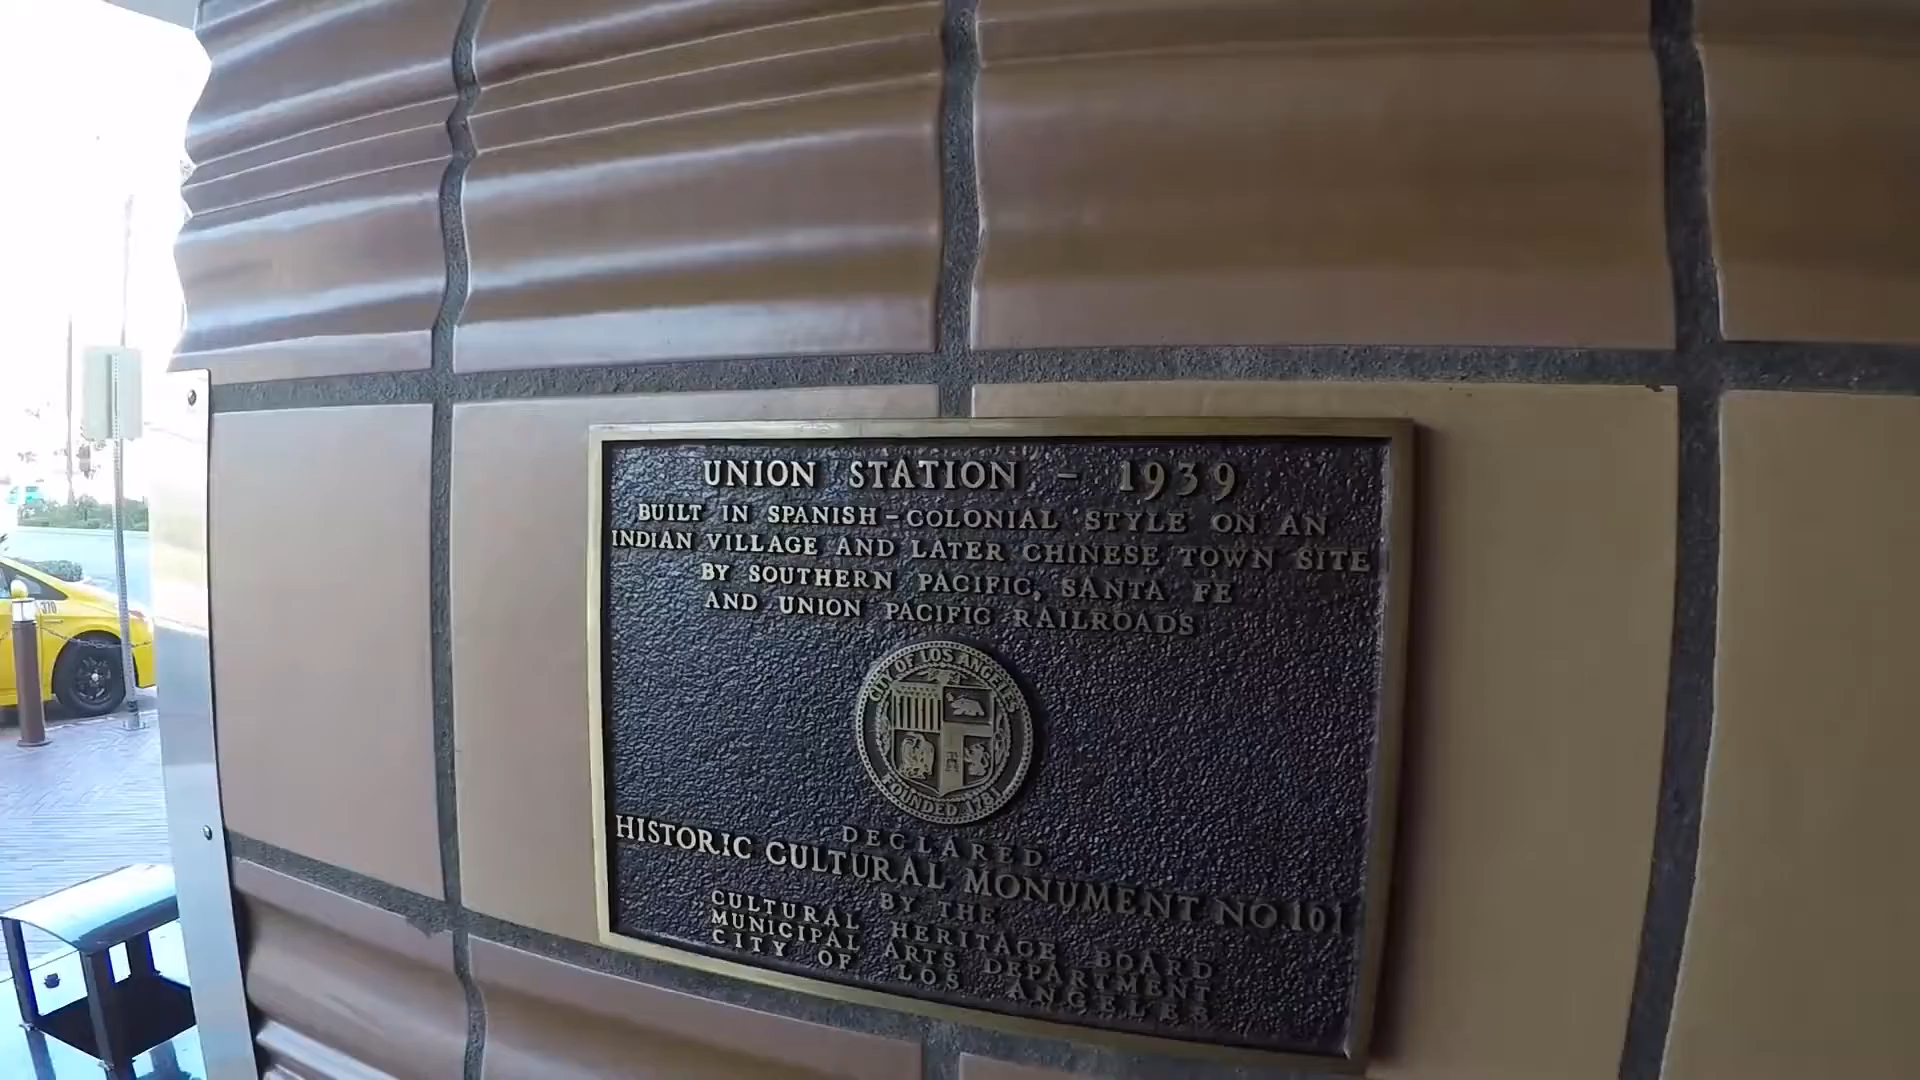 UNION STATION - 1939
BUILT IN SPANISH-COLONIAL STYLE ON AN
INDIAN VILLAGE AND LATER CHINESE TOWN SITE
BY SOUTHERN PACIFIC, SANTA FE
AND UNION PACIFIC RAILROADS
CITY OF LOS ANGELES
FOUNDED 1781
DECLARED
HISTORIC CULTURAL MONUMENT NO. 101
BY THE
CULTURAL HERITAGE BOARD
MUNICIPAL ARTS DEPARTMENT
CITY OF LOS ANGELES
370